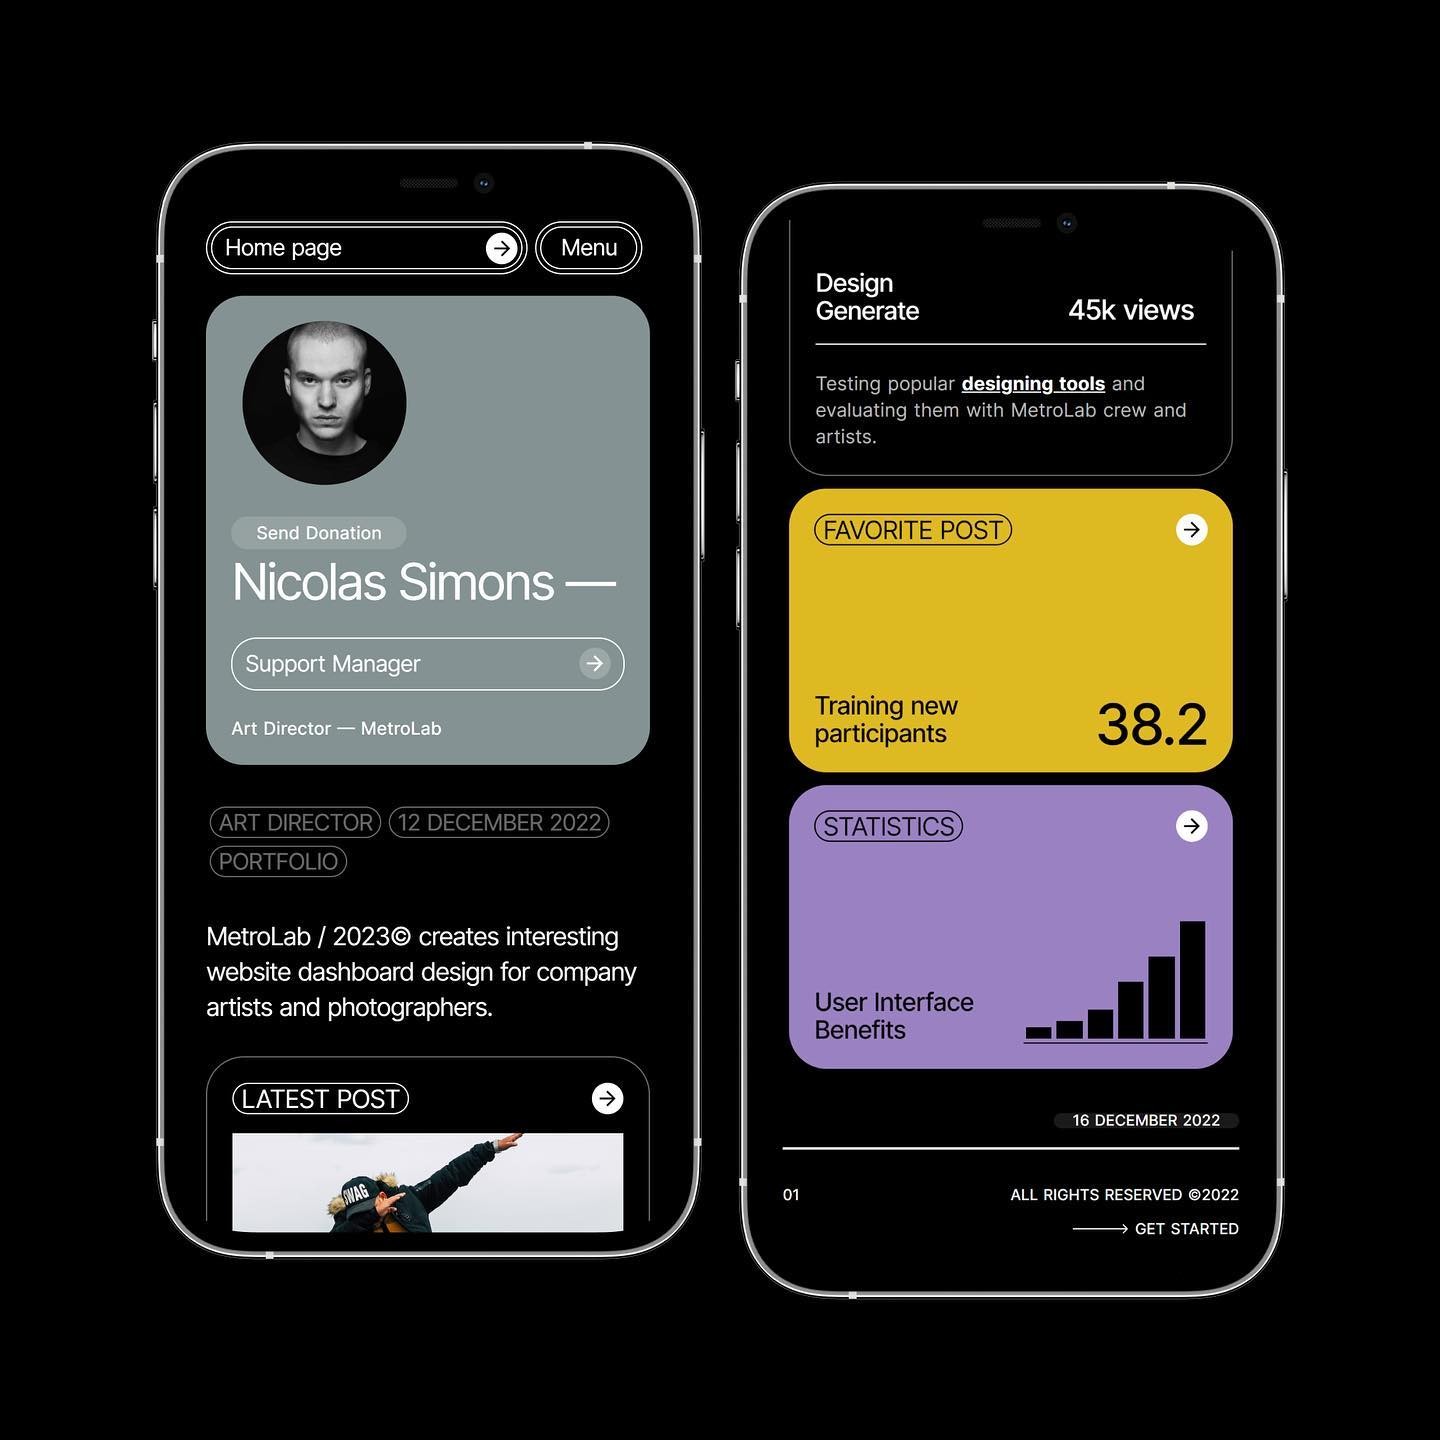 Home page
Menu
Send Donation
Nicolas Simons —
Support Manager
Art Director — MetroLab
ART DIRECTOR
12 DECEMBER 2022
PORTFOLIO
MetroLab / 2023© creates interesting
website dashboard design for company
artists and photographers.
LATEST POST
SWAG
Design
Generate
45k views
Testing popular designing tools and
evaluating them with MetroLab crew and
artists.
FAVORITE POST
Training new
participants
38.2
STATISTICS
User Interface
Benefits
16 DECEMBER 2022
01
ALL RIGHTS RESERVED ©2022
GET STARTED